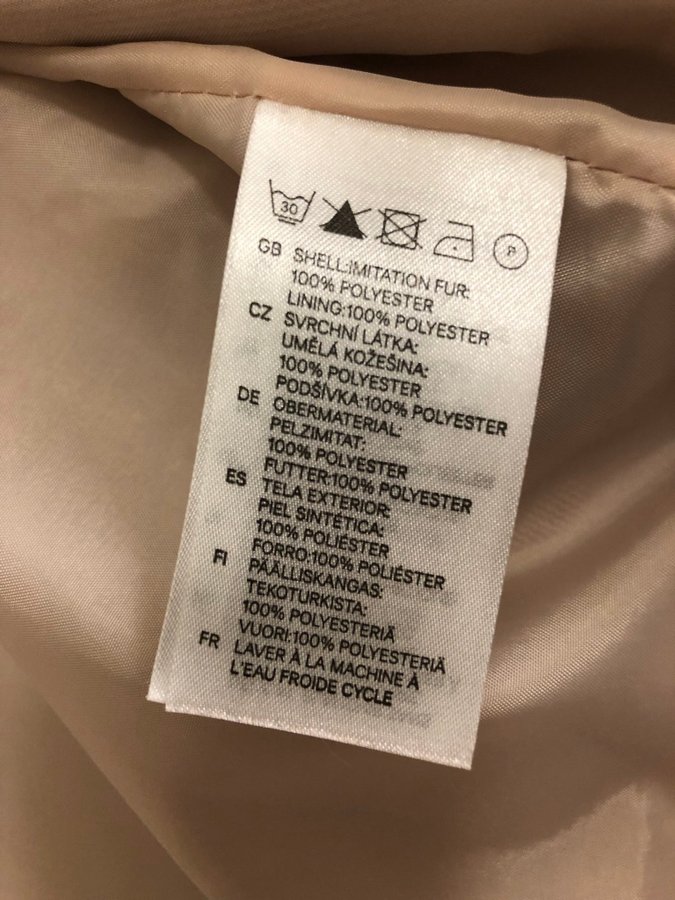 30
P
GB SHELL:IMITATION FUR:
100% POLYESTER
LINING:100% POLYESTER
CZ SVRCHNÍ LÁTKA:
UMĚLÁ KOŽEŠINA:
100% POLYESTER
PODŠÍVKA:100% POLYESTER
DE OBERMATERIAL:
PELZIMITAT:
100% POLYESTER
FUTTER:100% POLYESTER
ES TELA EXTERIOR:
PIEL SINTÉTICA:
100% POLIÉSTER
FORRO:100% POLIÉSTER
FI PÄÄLLISKANGAS:
TEKOTURKISTA:
100% POLYESTERIÄ
VUORI:100% POLYESTERIÄ
FR LAVER À LA MACHINE À
L'EAU FROIDE CYCLE